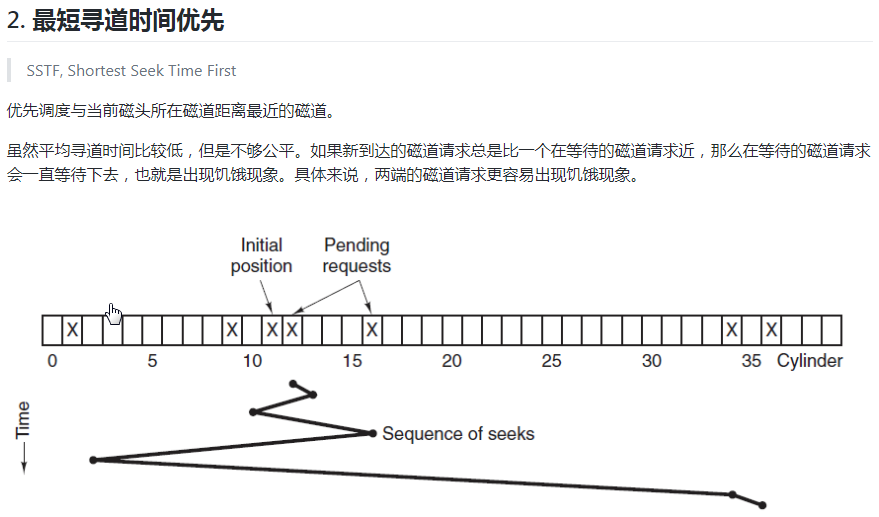 2. 最短寻道时间优先
SSTF, Shortest Seek Time First
优先调度与当前磁头所在磁道距离最近的磁道。
虽然平均寻道时间比较低，但是不够公平。如果新到达的磁道请求总是比一个在等待的磁道请求近，那么在等待的磁道请求
会一直等待下去，也就是出现饥饿现象。具体来说，两端的磁道请求更容易出现饥饿现象。
Initial
position
Pending
requests
X X X X X X X
0 5 10 15 20 25 30 35 Cylinder
Time
Sequence of seeks